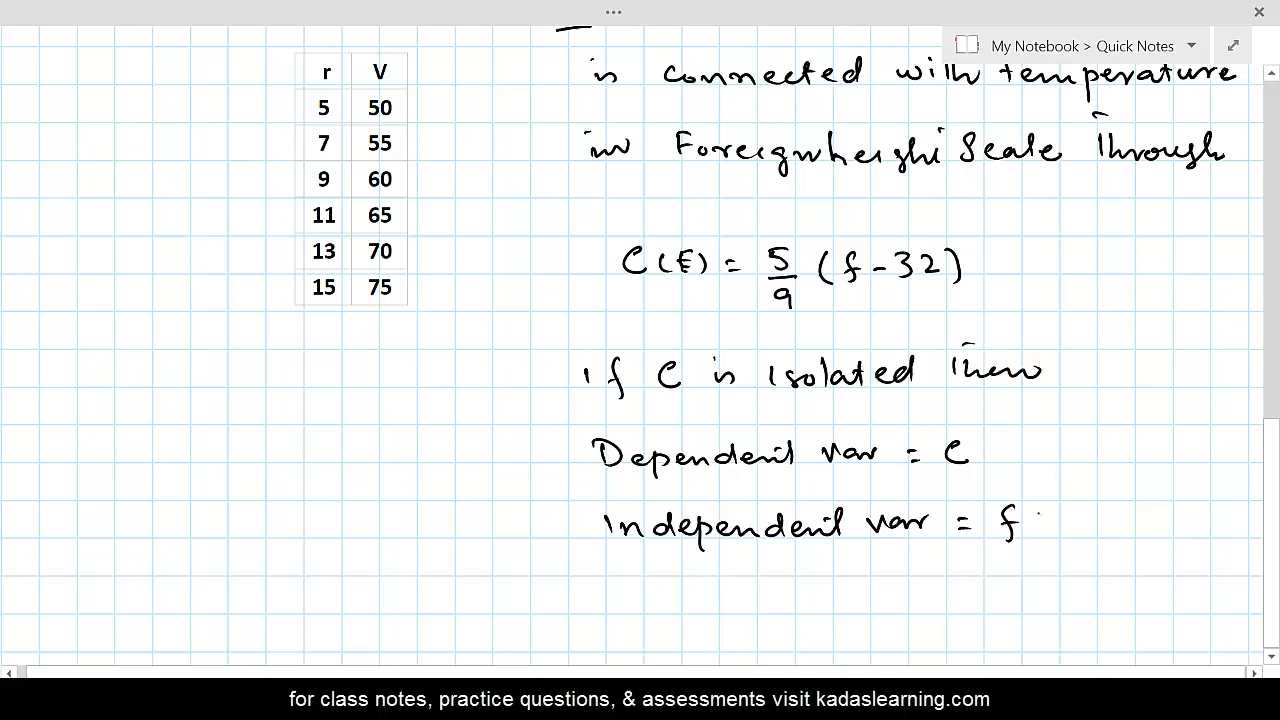 My Notebook > Quick Notes
r V
5 50
7 55
9 60
11 65
13 70
15 75
is connected with temperature
in Foreignheight Scale Through
C(F) = 5/9 (f - 32)
If C is Isolated Then
Dependent var = C
Independent var = f
for class notes, practice questions, & assessments visit kadaslearning.com